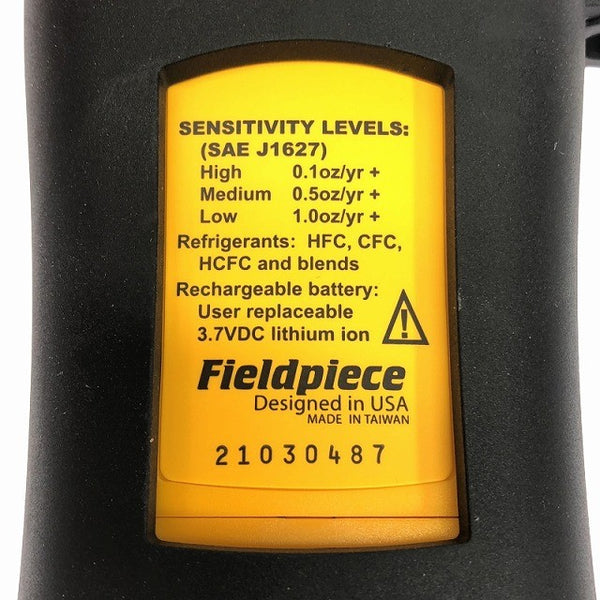 SENSITIVITY LEVELS:
(SAE J1627)
High 0.1oz/yr +
Medium 0.5oz/yr +
Low 1.0oz/yr +
Refrigerants: HFC, CFC,
HCFC and blends
Rechargeable battery:
User replaceable
3.7VDC lithium ion
Fieldpiece
Designed in USA
MADE IN TAIWAN
21030487